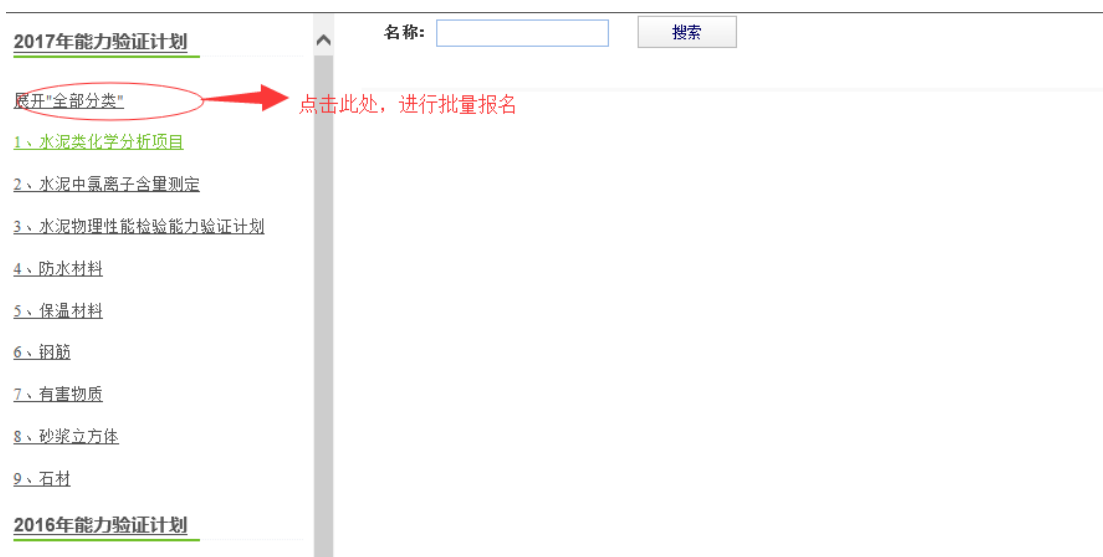 2017年能力验证计划
名称:
搜索
展开"全部分类"
点击此处，进行批量报名
1、水泥类化学分析项目
2、水泥中氯离子含量测定
3、水泥物理性能检验能力验证计划
4、防水材料
5、保温材料
6、钢筋
7、有害物质
8、砂浆立方体
9、石材
2016年能力验证计划